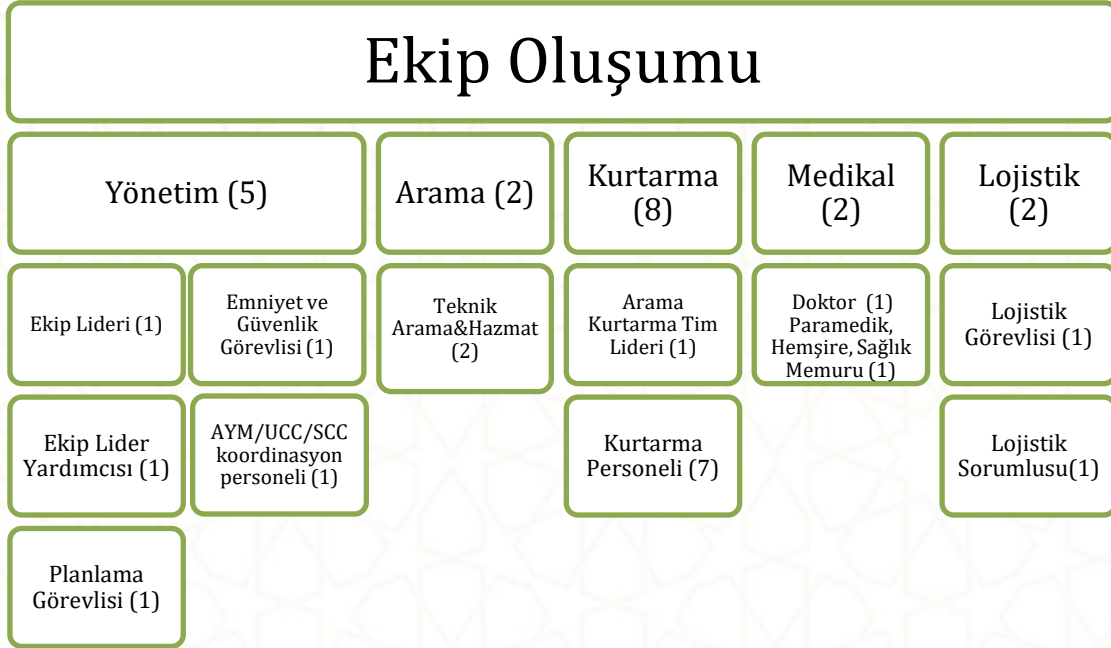 Ekip Oluşumu
Yönetim (5)
Arama (2)
Kurtarma
(8)
Medikal
(2)
Lojistik
(2)
Ekip Lideri (1)
Emniyet ve
Güvenlik
Görevlisi (1)
Teknik
Arama&Hazmat
(2)
Arama
Kurtarma Tim
Lideri (1)
Doktor (1)
Paramedik,
Hemşire, Sağlık
Memuru (1)
Lojistik
Görevlisi (1)
Ekip Lider
Yardımcısı (1)
AYM/UCC/SCC
koordinasyon
personeli (1)
Kurtarma
Personeli (7)
Lojistik
Sorumlusu(1)
Planlama
Görevlisi (1)